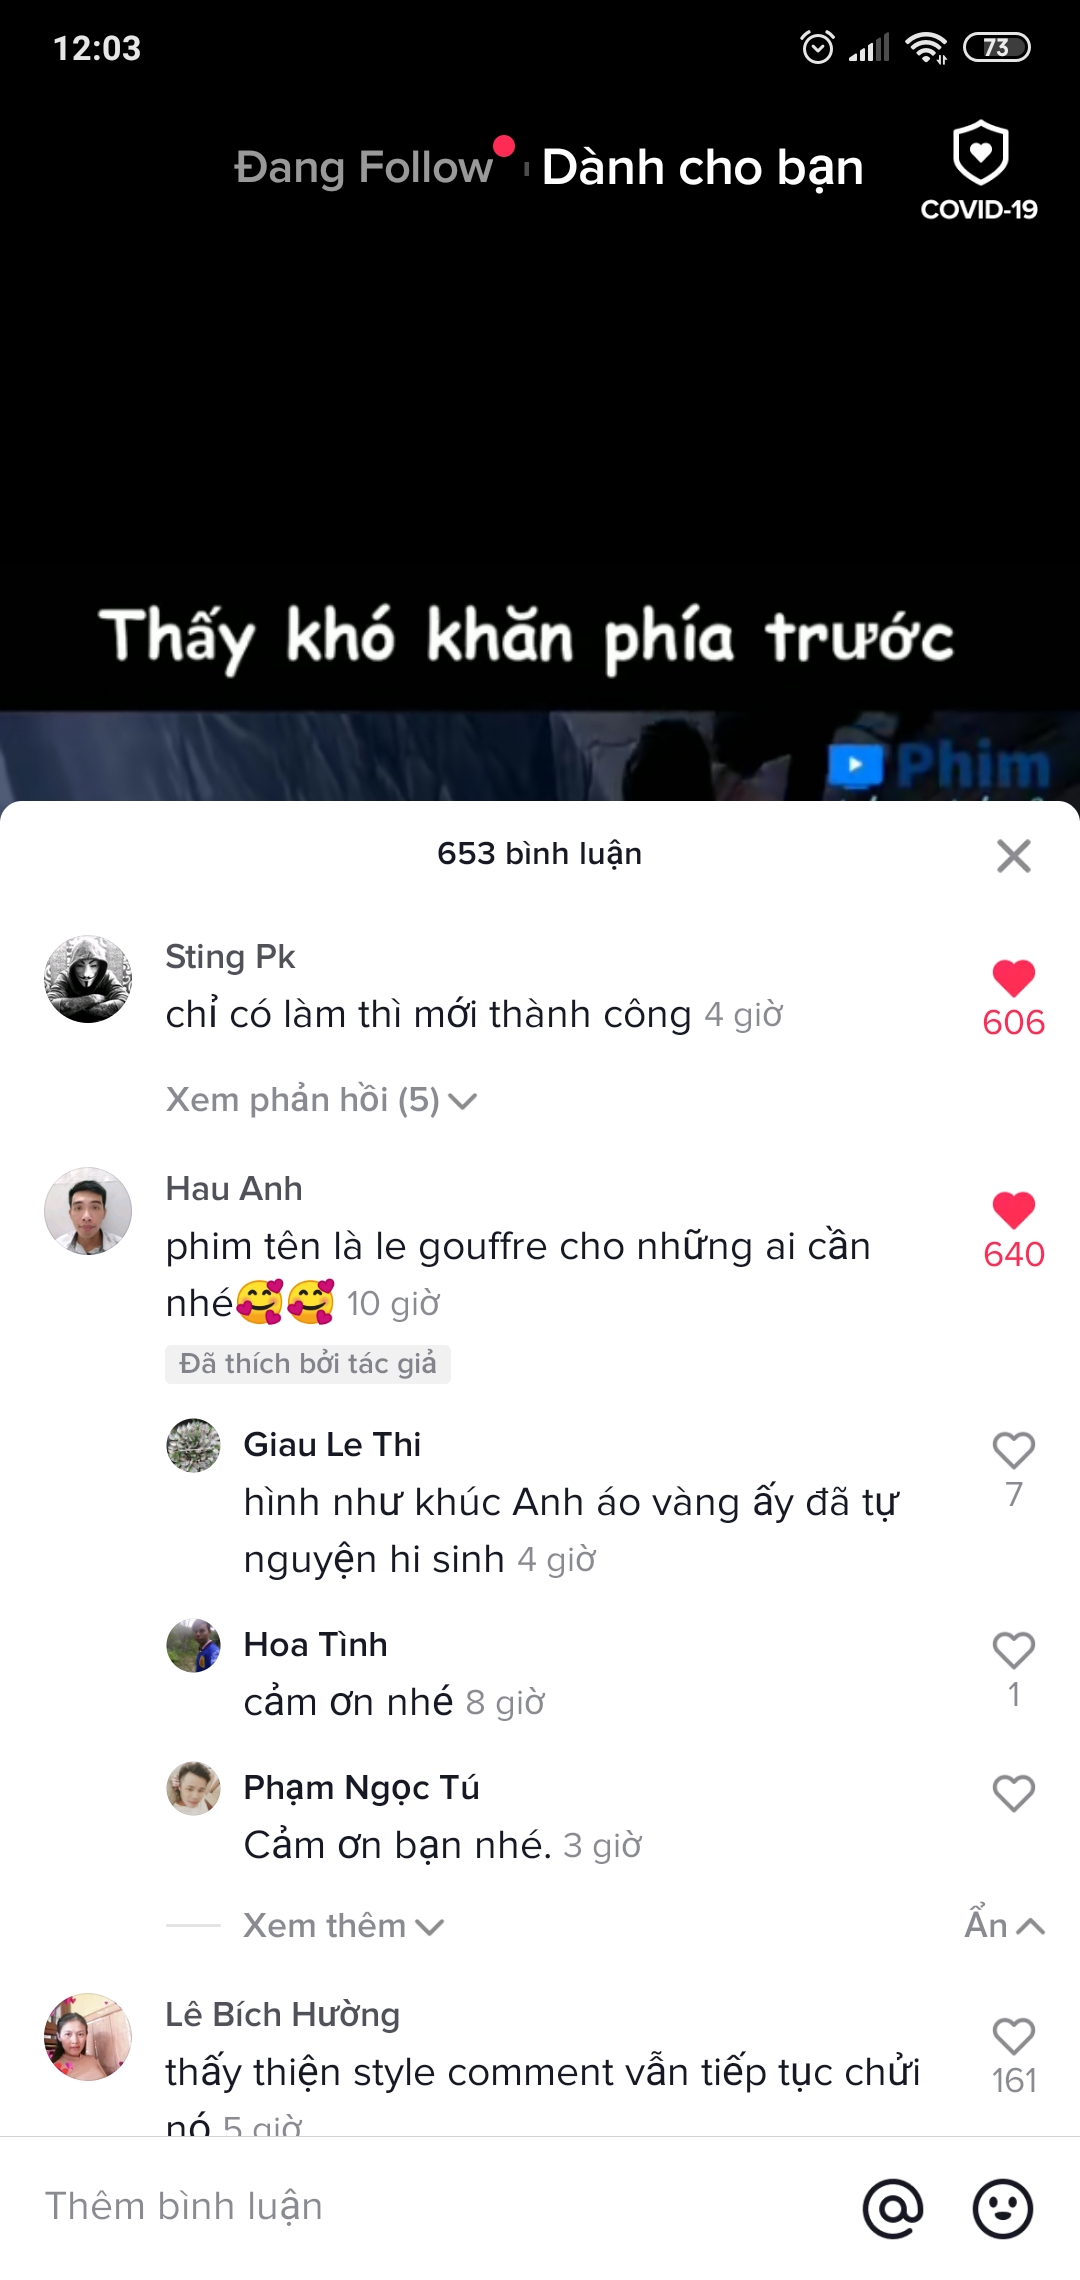 12:03
73
Đang Follow
Dành cho bạn
COVID-19
Thấy khó khăn phía trước
Phim
653 bình luận
Sting Pk
chỉ có làm thì mới thành công 4 giờ
606
Xem phản hồi (5)
Hau Anh
phim tên là le gouffre cho những ai cần
nhé🥰🥰 10 giờ
640
Đã thích bởi tác giả
Giau Le Thi
hình như khúc Anh áo vàng ấy đã tự
nguyện hi sinh 4 giờ
7
Hoa Tình
cảm ơn nhé 8 giờ
1
Phạm Ngọc Tú
Cảm ơn bạn nhé. 3 giờ
Xem thêm
Ẩn
Lê Bích Hường
thấy thiện style comment vẫn tiếp tục chửi
nó 5 giờ
161
Thêm bình luận